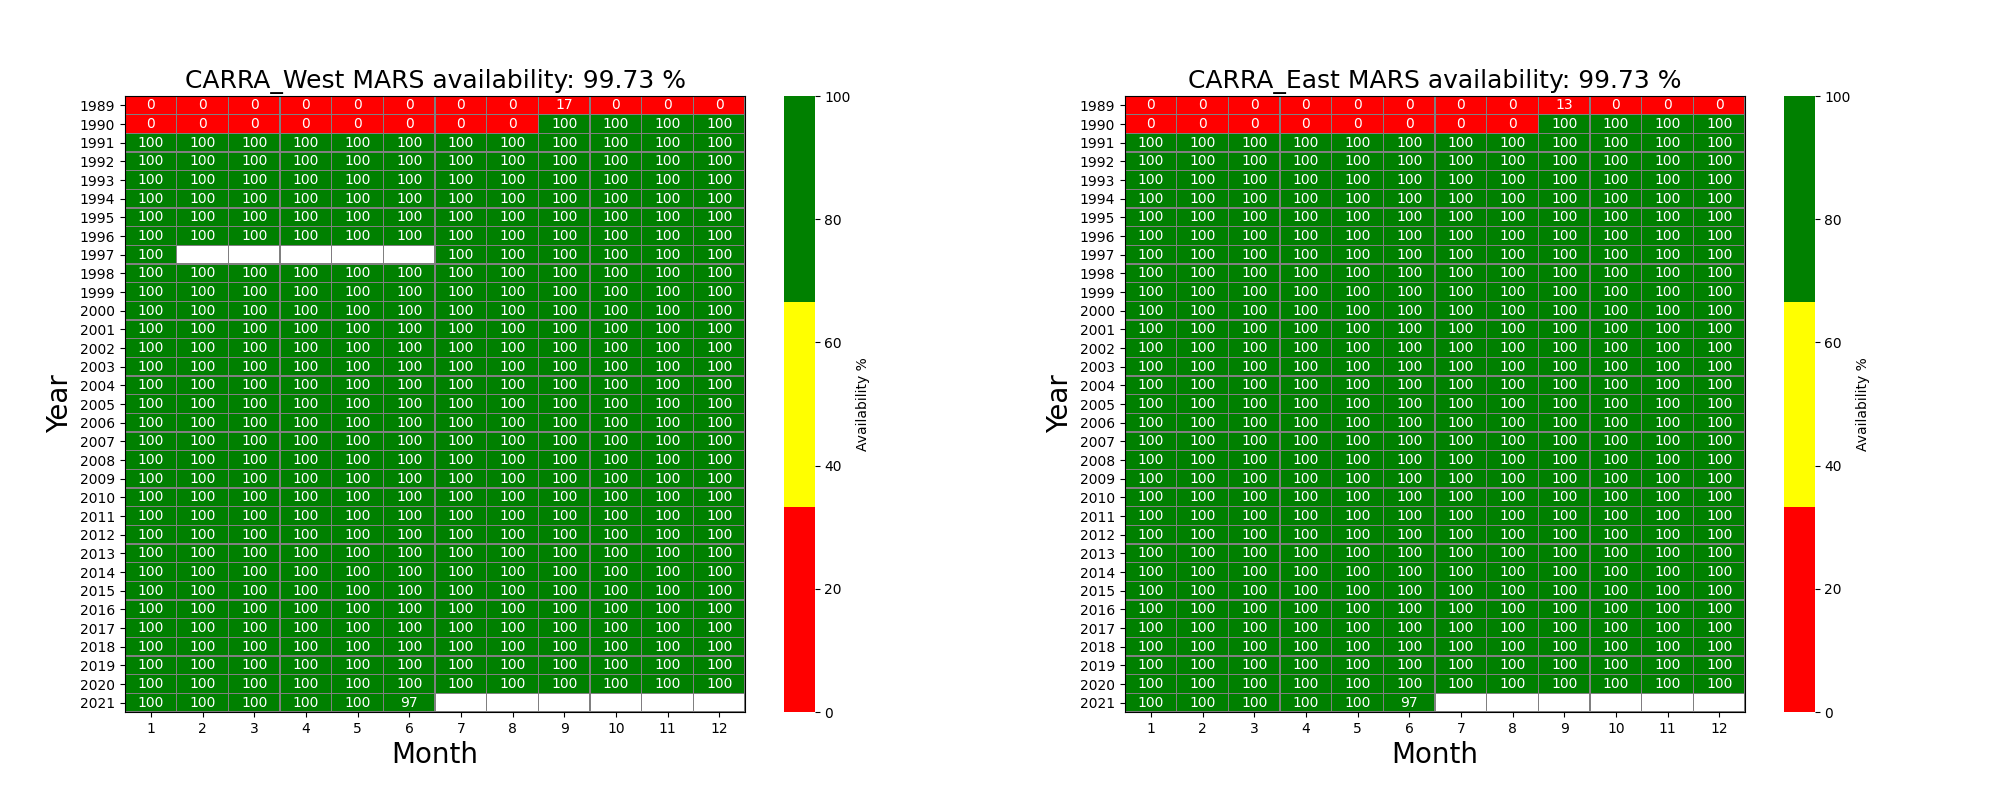 CARRA_West MARS availability: 99.73 %
1989 0 0 0 0 0 0 0 0 17 0 0 0
1990 0 0 0 0 0 0 0 0 100 100 100 100
1991 100 100 100 100 100 100 100 100 100 100 100 100
1992 100 100 100 100 100 100 100 100 100 100 100 100
1993 100 100 100 100 100 100 100 100 100 100 100 100
1994 100 100 100 100 100 100 100 100 100 100 100 100
1995 100 100 100 100 100 100 100 100 100 100 100 100
1996 100 100 100 100 100 100 100 100 100 100 100 100
1997 100 100 100 100 100 100 100
1998 100 100 100 100 100 100 100 100 100 100 100 100
1999 100 100 100 100 100 100 100 100 100 100 100 100
2000 100 100 100 100 100 100 100 100 100 100 100 100
2001 100 100 100 100 100 100 100 100 100 100 100 100
2002 100 100 100 100 100 100 100 100 100 100 100 100
2003 100 100 100 100 100 100 100 100 100 100 100 100
2004 100 100 100 100 100 100 100 100 100 100 100 100
2005 100 100 100 100 100 100 100 100 100 100 100 100
2006 100 100 100 100 100 100 100 100 100 100 100 100
2007 100 100 100 100 100 100 100 100 100 100 100 100
2008 100 100 100 100 100 100 100 100 100 100 100 100
2009 100 100 100 100 100 100 100 100 100 100 100 100
2010 100 100 100 100 100 100 100 100 100 100 100 100
2011 100 100 100 100 100 100 100 100 100 100 100 100
2012 100 100 100 100 100 100 100 100 100 100 100 100
2013 100 100 100 100 100 100 100 100 100 100 100 100
2014 100 100 100 100 100 100 100 100 100 100 100 100
2015 100 100 100 100 100 100 100 100 100 100 100 100
2016 100 100 100 100 100 100 100 100 100 100 100 100
2017 100 100 100 100 100 100 100 100 100 100 100 100
2018 100 100 100 100 100 100 100 100 100 100 100 100
2019 100 100 100 100 100 100 100 100 100 100 100 100
2020 100 100 100 100 100 100 100 100 100 100 100 100
2021 100 100 100 100 100 97
1 2 3 4 5 6 7 8 9 10 11 12
Month
Year
100
80
60
40
20
0
Availability %
CARRA_East MARS availability: 99.73 %
1989 0 0 0 0 0 0 0 0 13 0 0 0
1990 0 0 0 0 0 0 0 0 100 100 100 100
1991 100 100 100 100 100 100 100 100 100 100 100 100
1992 100 100 100 100 100 100 100 100 100 100 100 100
1993 100 100 100 100 100 100 100 100 100 100 100 100
1994 100 100 100 100 100 100 100 100 100 100 100 100
1995 100 100 100 100 100 100 100 100 100 100 100 100
1996 100 100 100 100 100 100 100 100 100 100 100 100
1997 100 100 100 100 100 100 100 100 100 100 100 100
1998 100 100 100 100 100 100 100 100 100 100 100 100
1999 100 100 100 100 100 100 100 100 100 100 100 100
2000 100 100 100 100 100 100 100 100 100 100 100 100
2001 100 100 100 100 100 100 100 100 100 100 100 100
2002 100 100 100 100 100 100 100 100 100 100 100 100
2003 100 100 100 100 100 100 100 100 100 100 100 100
2004 100 100 100 100 100 100 100 100 100 100 100 100
2005 100 100 100 100 100 100 100 100 100 100 100 100
2006 100 100 100 100 100 100 100 100 100 100 100 100
2007 100 100 100 100 100 100 100 100 100 100 100 100
2008 100 100 100 100 100 100 100 100 100 100 100 100
2009 100 100 100 100 100 100 100 100 100 100 100 100
2010 100 100 100 100 100 100 100 100 100 100 100 100
2011 100 100 100 100 100 100 100 100 100 100 100 100
2012 100 100 100 100 100 100 100 100 100 100 100 100
2013 100 100 100 100 100 100 100 100 100 100 100 100
2014 100 100 100 100 100 100 100 100 100 100 100 100
2015 100 100 100 100 100 100 100 100 100 100 100 100
2016 100 100 100 100 100 100 100 100 100 100 100 100
2017 100 100 100 100 100 100 100 100 100 100 100 100
2018 100 100 100 100 100 100 100 100 100 100 100 100
2019 100 100 100 100 100 100 100 100 100 100 100 100
2020 100 100 100 100 100 100 100 100 100 100 100 100
2021 100 100 100 100 100 97
1 2 3 4 5 6 7 8 9 10 11 12
Month
Year
100
80
60
40
20
0
Availability %